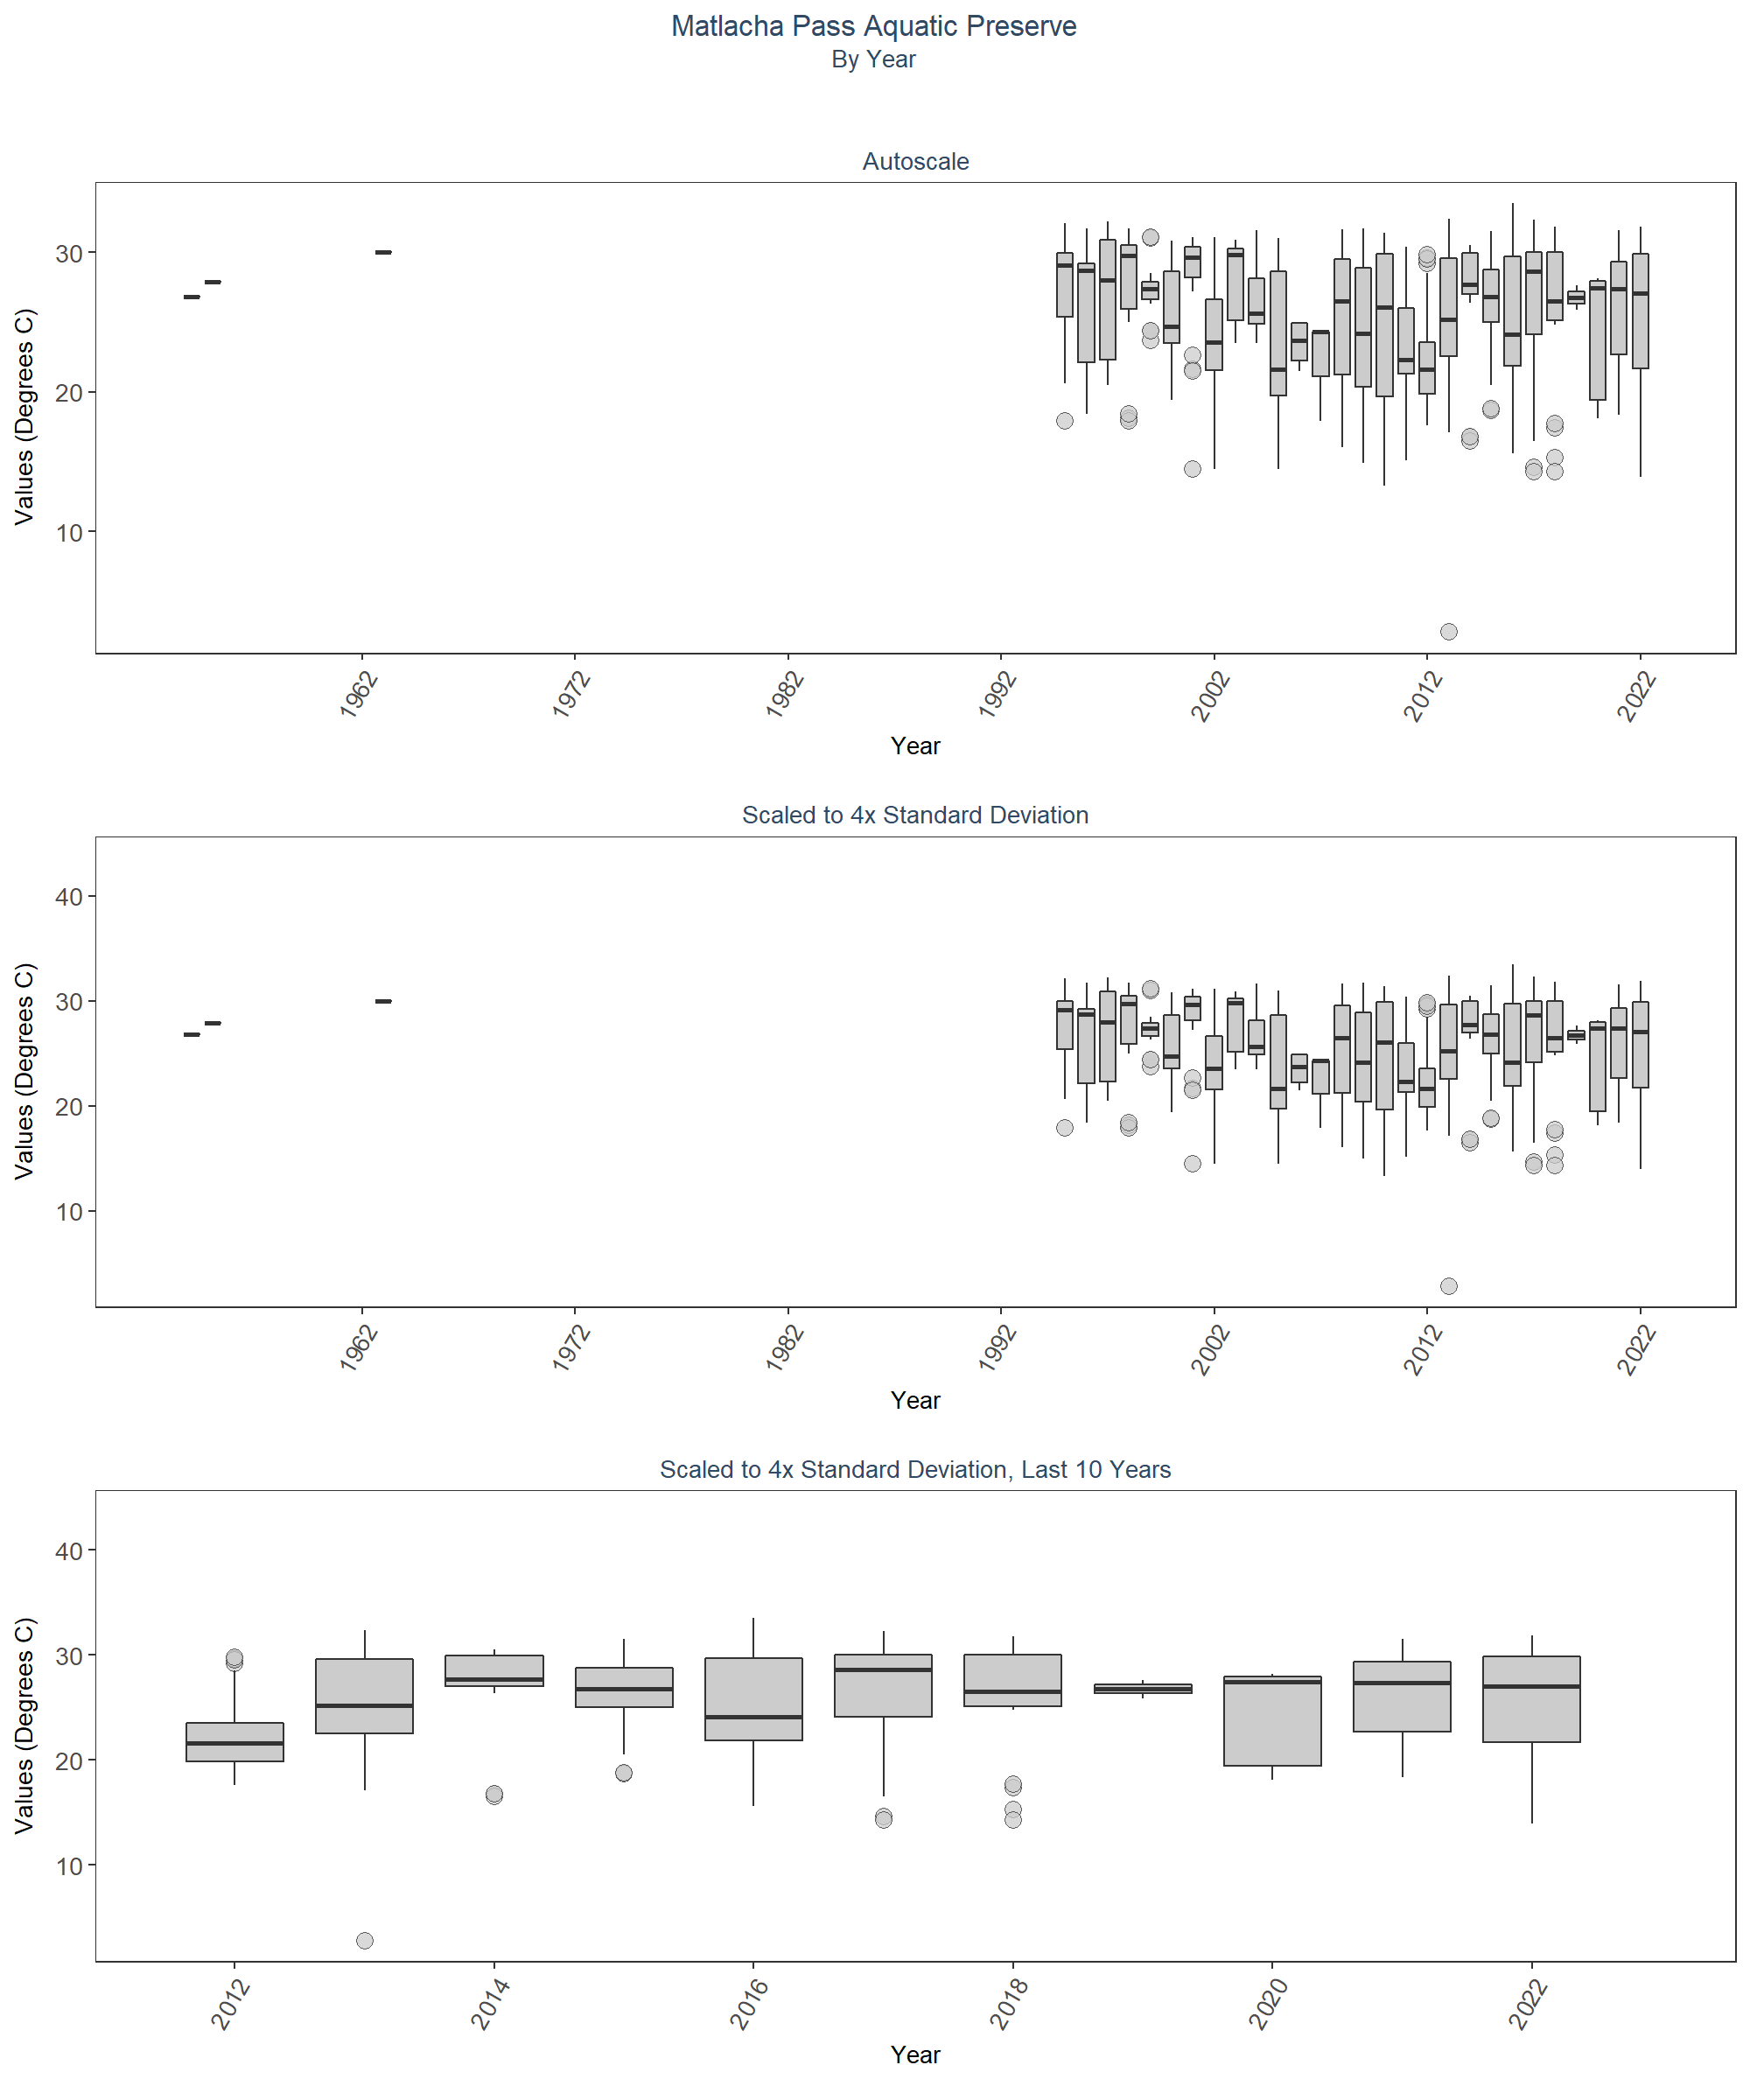 Matlacha Pass Aquatic Preserve
By Year
Autoscale
Values (Degrees C)
30
20
10
1962
1972
1982
1992
2002
2012
2022
Year
Scaled to 4x Standard Deviation
Values (Degrees C)
40
30
20
10
1962
1972
1982
1992
2002
2012
2022
Year
Scaled to 4x Standard Deviation, Last 10 Years
Values (Degrees C)
40
30
20
10
2012
2014
2016
2018
2020
2022
Year